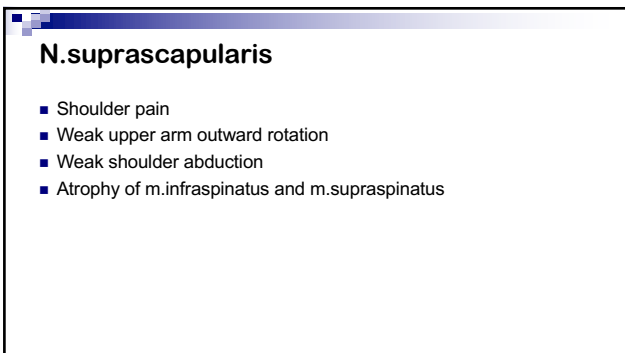 N.suprascapularis
Shoulder pain
Weak upper arm outward rotation
Weak shoulder abduction
Atrophy of m.infraspinatus and m.supraspinatus